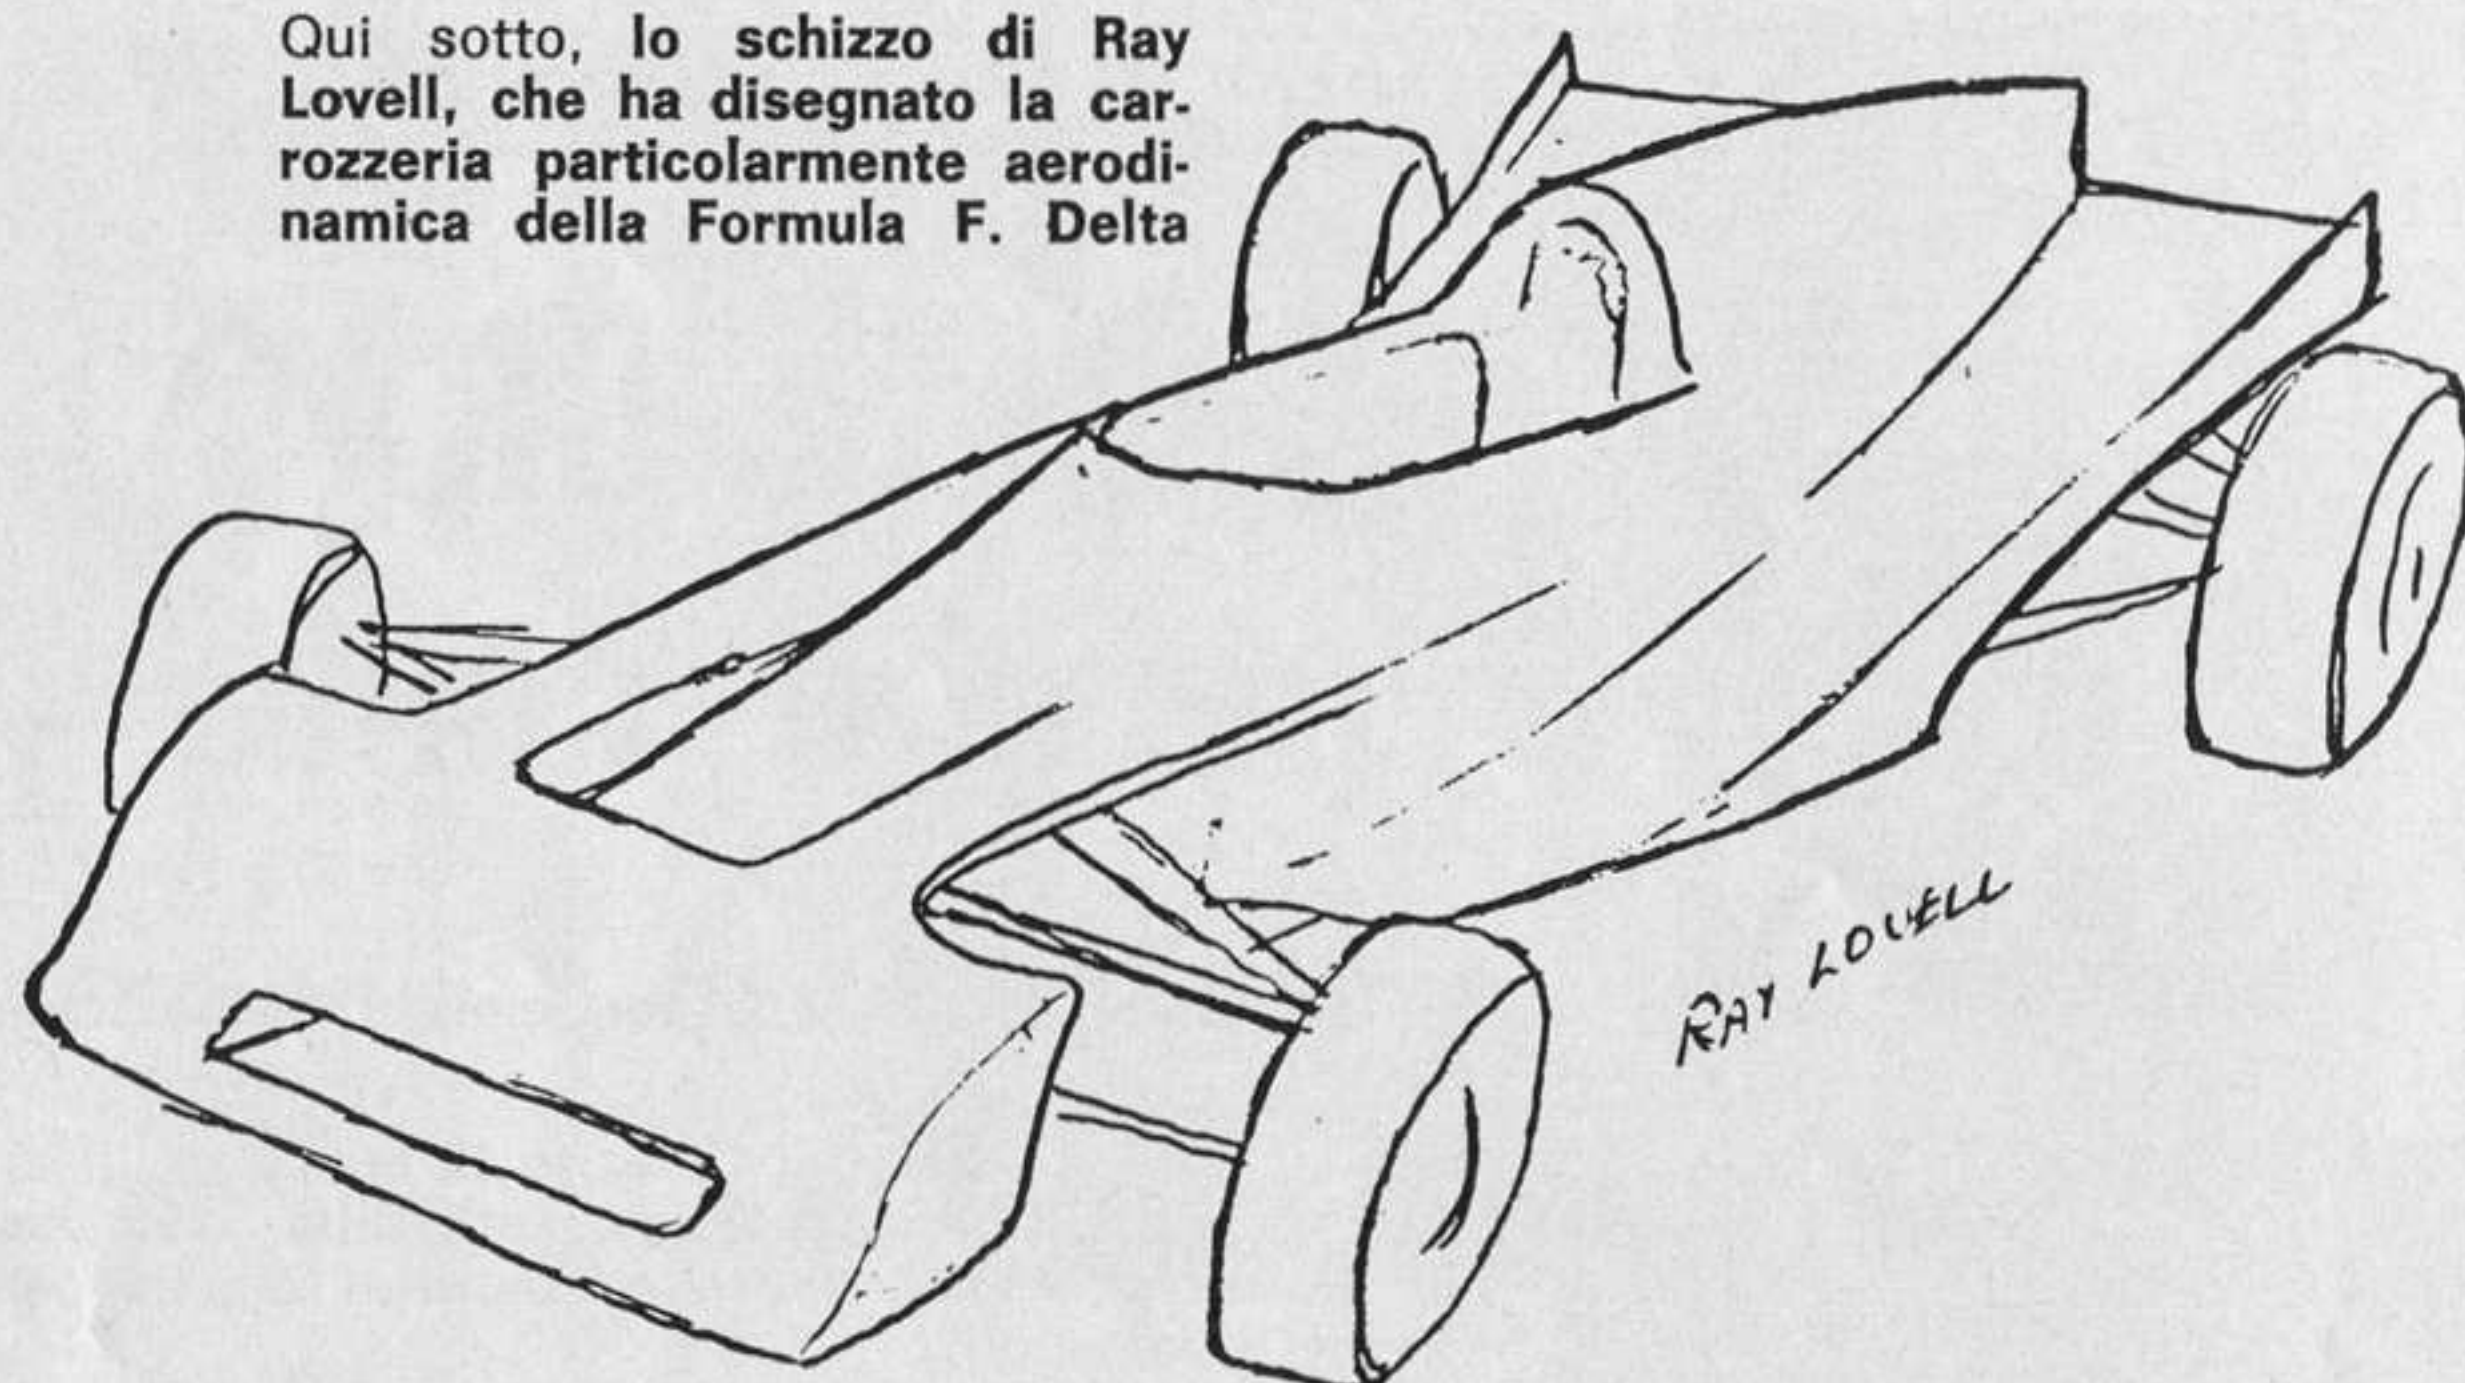 Qui sotto, lo schizzo di Ray
Lovell, che ha disegnato la car-
rozzeria particolarmente aerodi-
namica della Formula F. Delta
RAY LOVELL